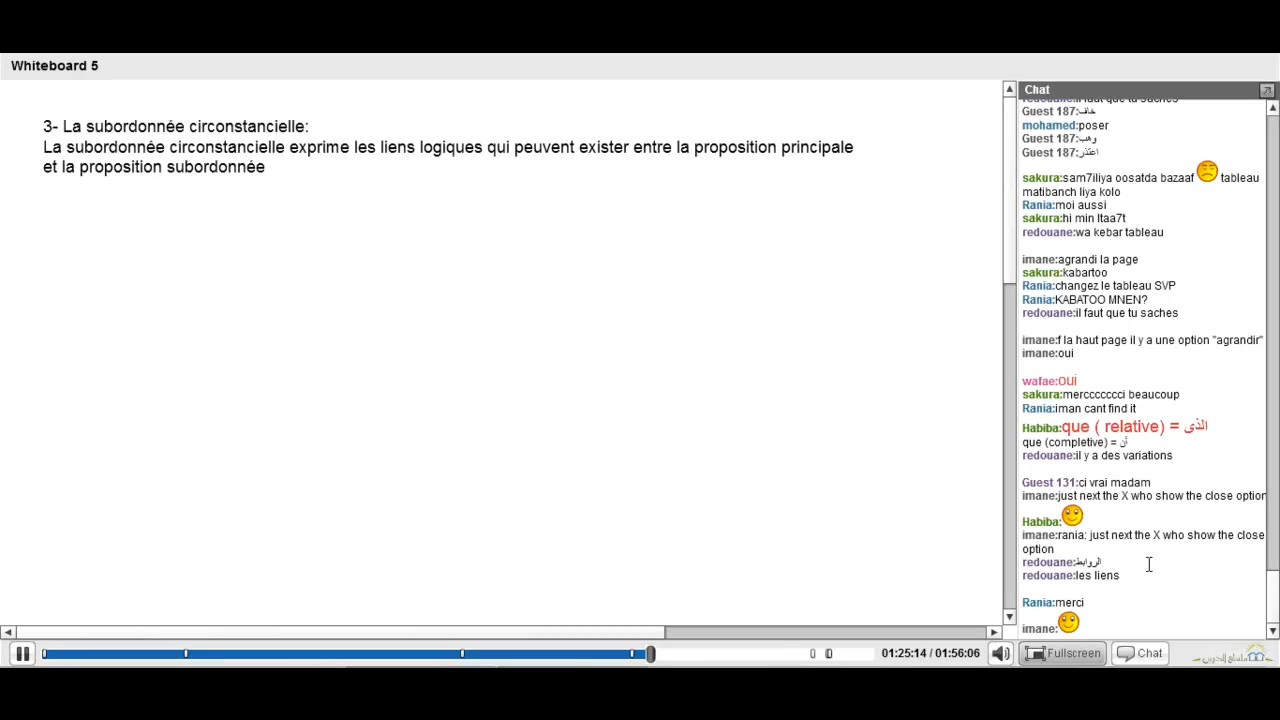 Whiteboard 5
3- La subordonnée circonstancielle:
La subordonnée circonstancielle exprime les liens logiques qui peuvent exister entre la proposition principale
et la proposition subordonnée
Chat
Guest 187:خاف
mohamed:poser
Guest 187:وهب
Guest 187:اعتذر
sakura:sam7iliya oosatda bazaaf tableau
matibanch liya kolo
Rania:moi aussi
sakura:hi min ltaa7t
redouane:wa kebar tableau
imane:agrandi la page
sakura:kabartoo
Rania:changez le tableau SVP
Rania:KABATOO MNEN?
redouane:il faut que tu saches
imane:f la haut page il y a une option "agrandir"
imane:oui
wafae:oui
sakura:mercccccci beaucoup
Rania:iman cant find it
Habiba:que ( relative) = الذى
que (completive) = أن
redouane:il y a des variations
Guest 131:ci vrai madam
imane:just next the X who show the close option
Habiba:
imane:rania: just next the X who show the close
option
redouane:الروابط
redouane:les liens
Rania:merci
imane:
01:25:14 / 01:56:06
Fullscreen
Chat